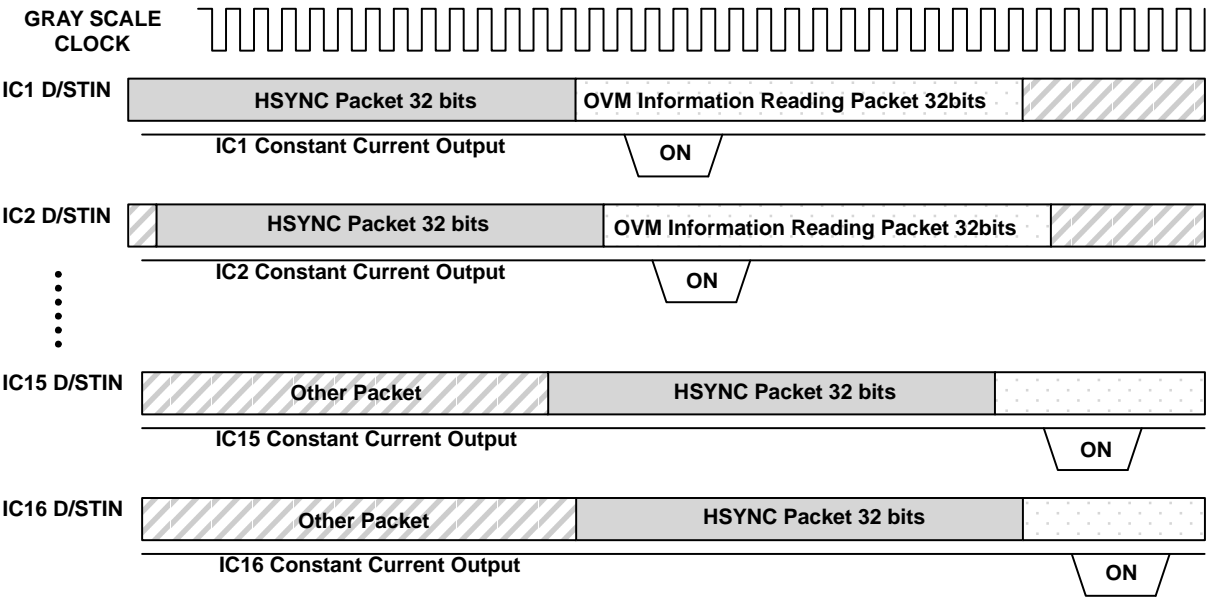 GRAY SCALE
CLOCK
IC1 D/STIN
HSYNC Packet 32 bits
OVM Information Reading Packet 32bits
IC1 Constant Current Output
ON
IC2 D/STIN
HSYNC Packet 32 bits
OVM Information Reading Packet 32bits
IC2 Constant Current Output
ON
IC15 D/STIN
Other Packet
HSYNC Packet 32 bits
IC15 Constant Current Output
ON
IC16 D/STIN
Other Packet
HSYNC Packet 32 bits
IC16 Constant Current Output
ON